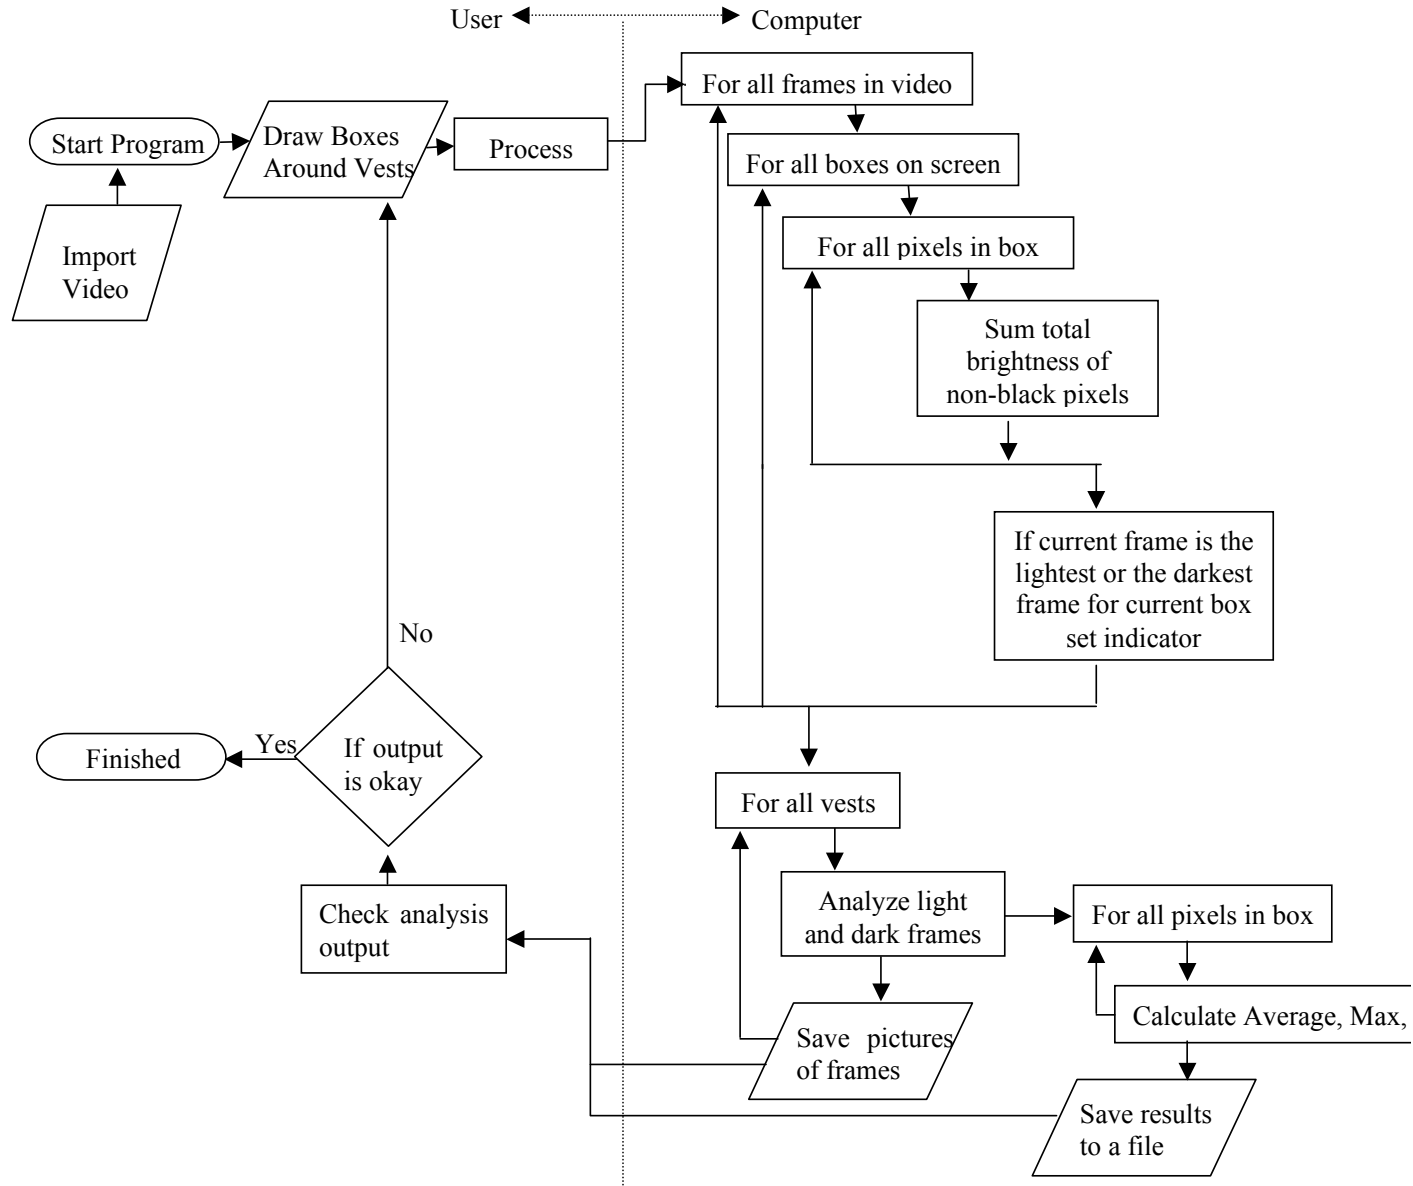 User
Computer
For all frames in video
Start Program
Draw Boxes
Around Vests
Process
For all boxes on screen
Import
Video
For all pixels in box
Sum total
brightness of
non-black pixels
If current frame is the
lightest or the darkest
frame for current box
set indicator
No
Finished
Yes
If output
is okay
For all vests
Check analysis
output
Analyze light
and dark frames
For all pixels in box
Save pictures
of frames
Calculate Average, Max,
Save results
to a file